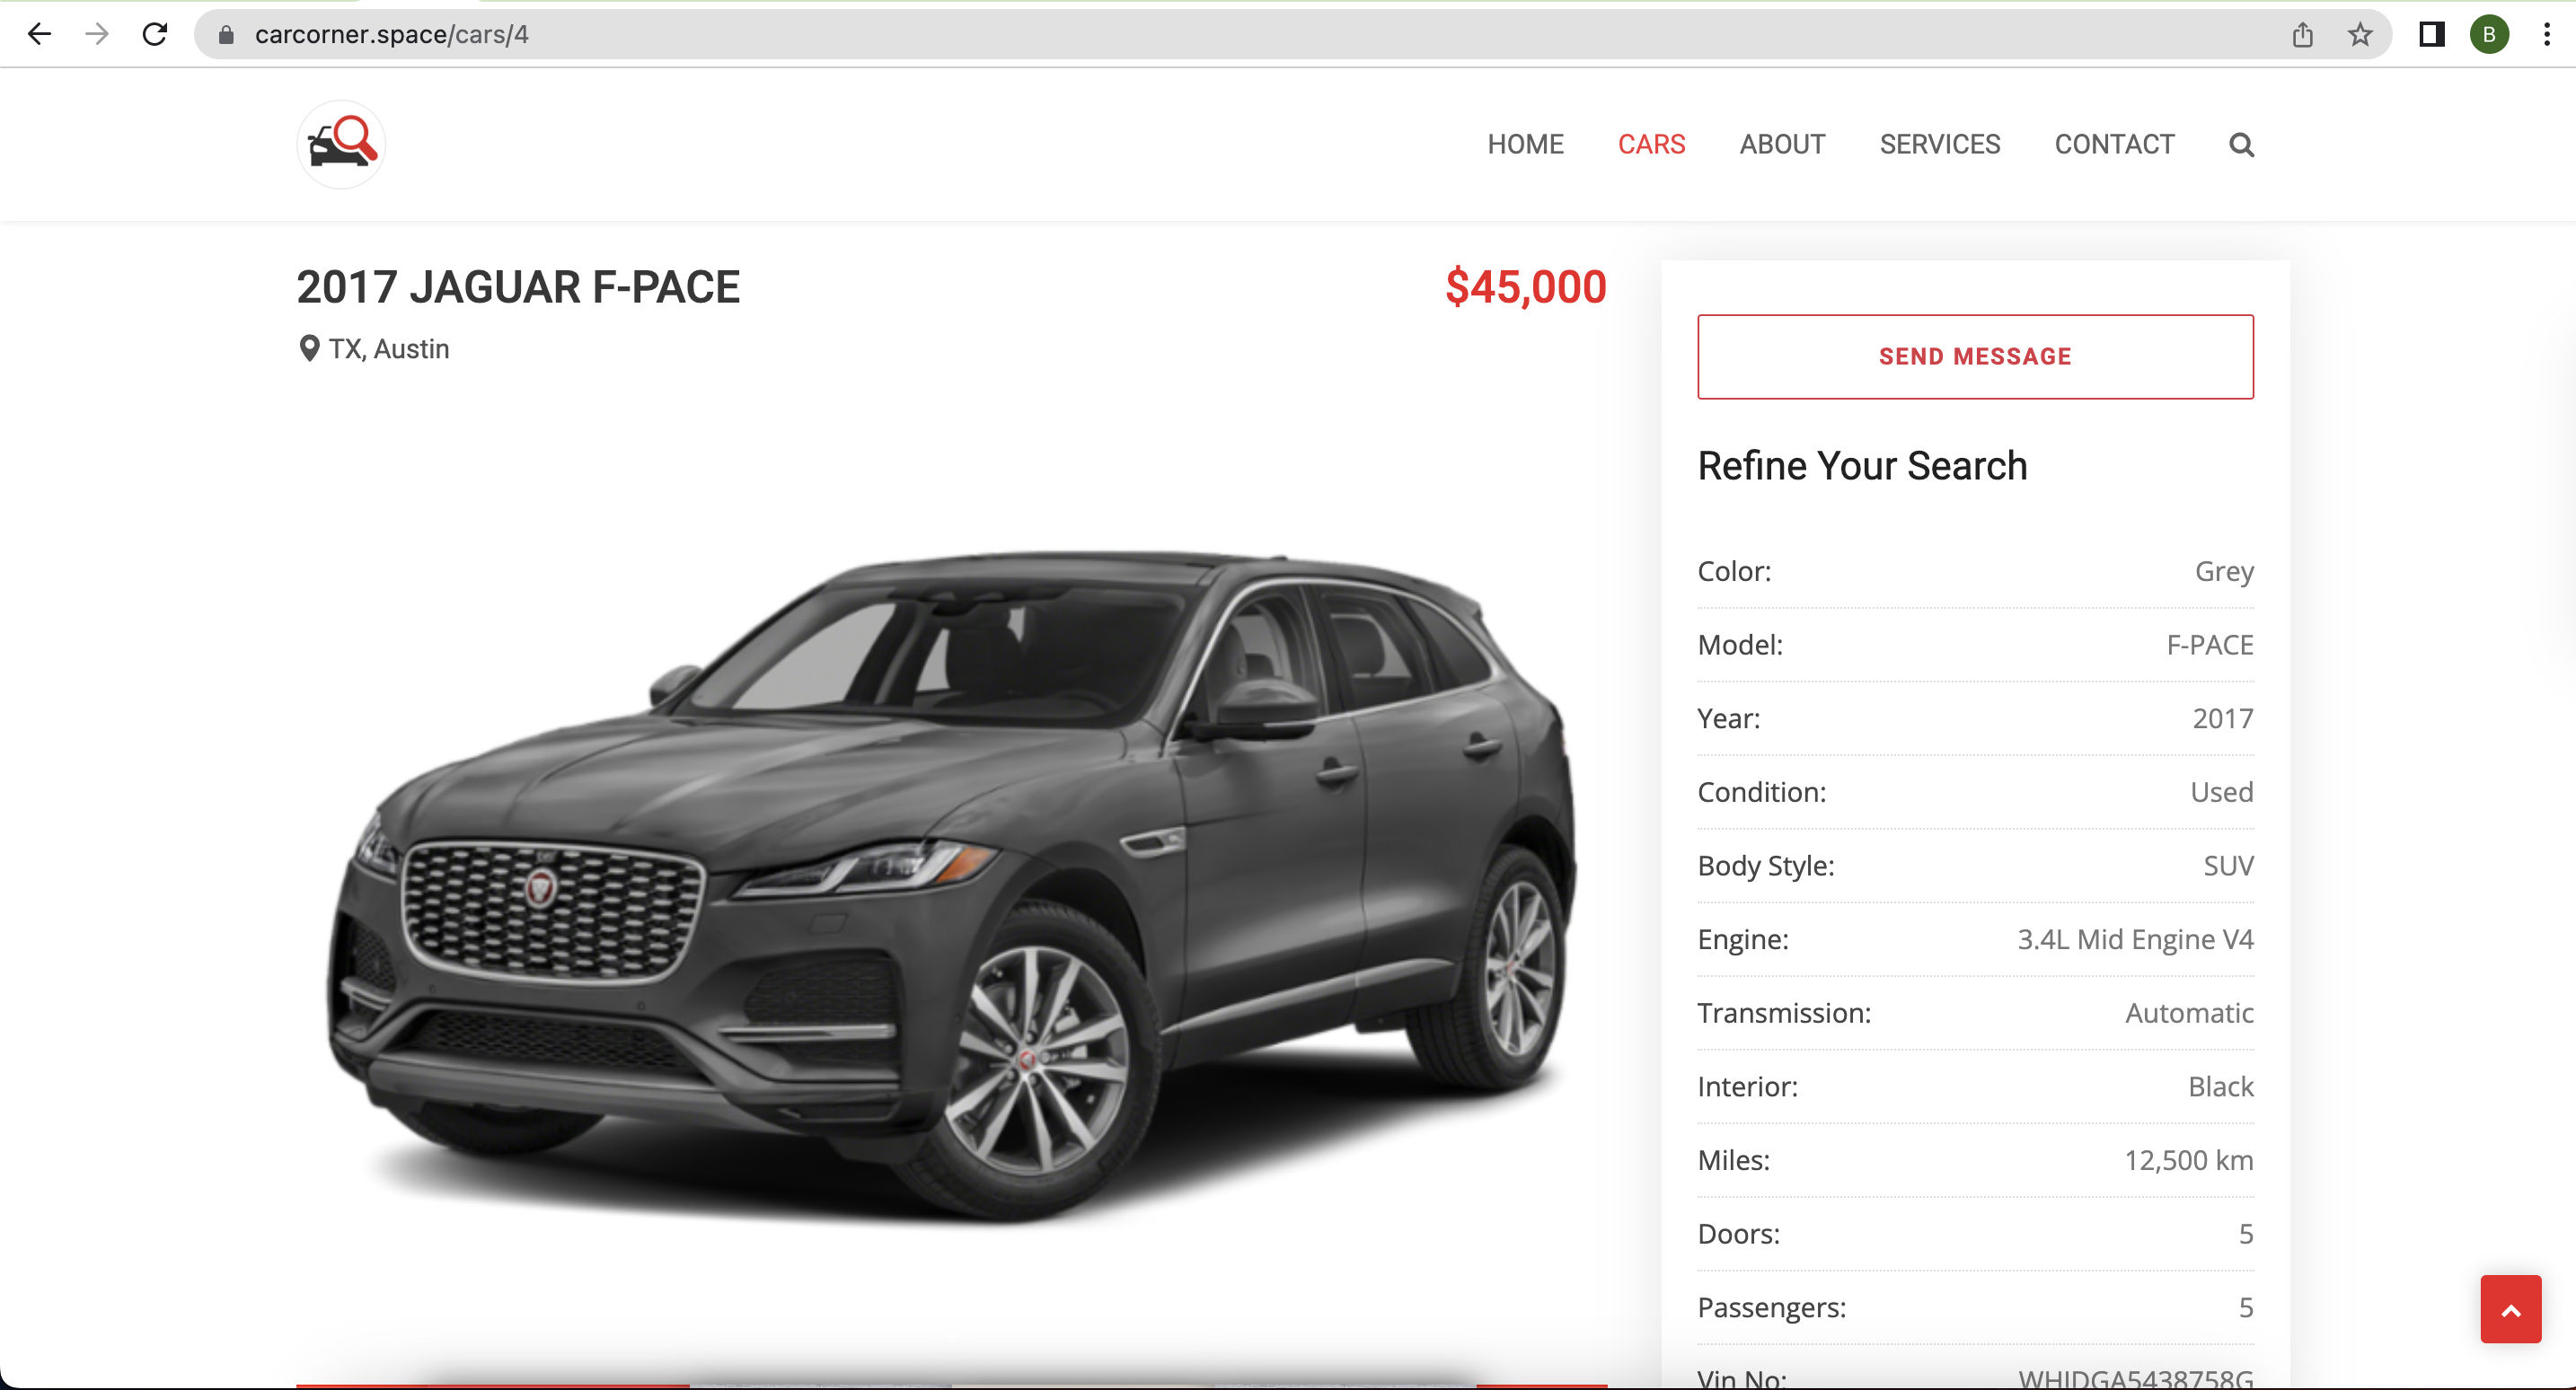 carcorner.space/cars/4
B
HOME CARS ABOUT SERVICES CONTACT
2017 JAGUAR F-PACE
$45,000
TX, Austin
SEND MESSAGE
Refine Your Search
Color: Grey
Model: F-PACE
Year: 2017
Condition: Used
Body Style: SUV
Engine: 3.4L Mid Engine V4
Transmission: Automatic
Interior: Black
Miles: 12,500 km
Doors: 5
Passengers: 5
Vin No: WHJDGA5438758G